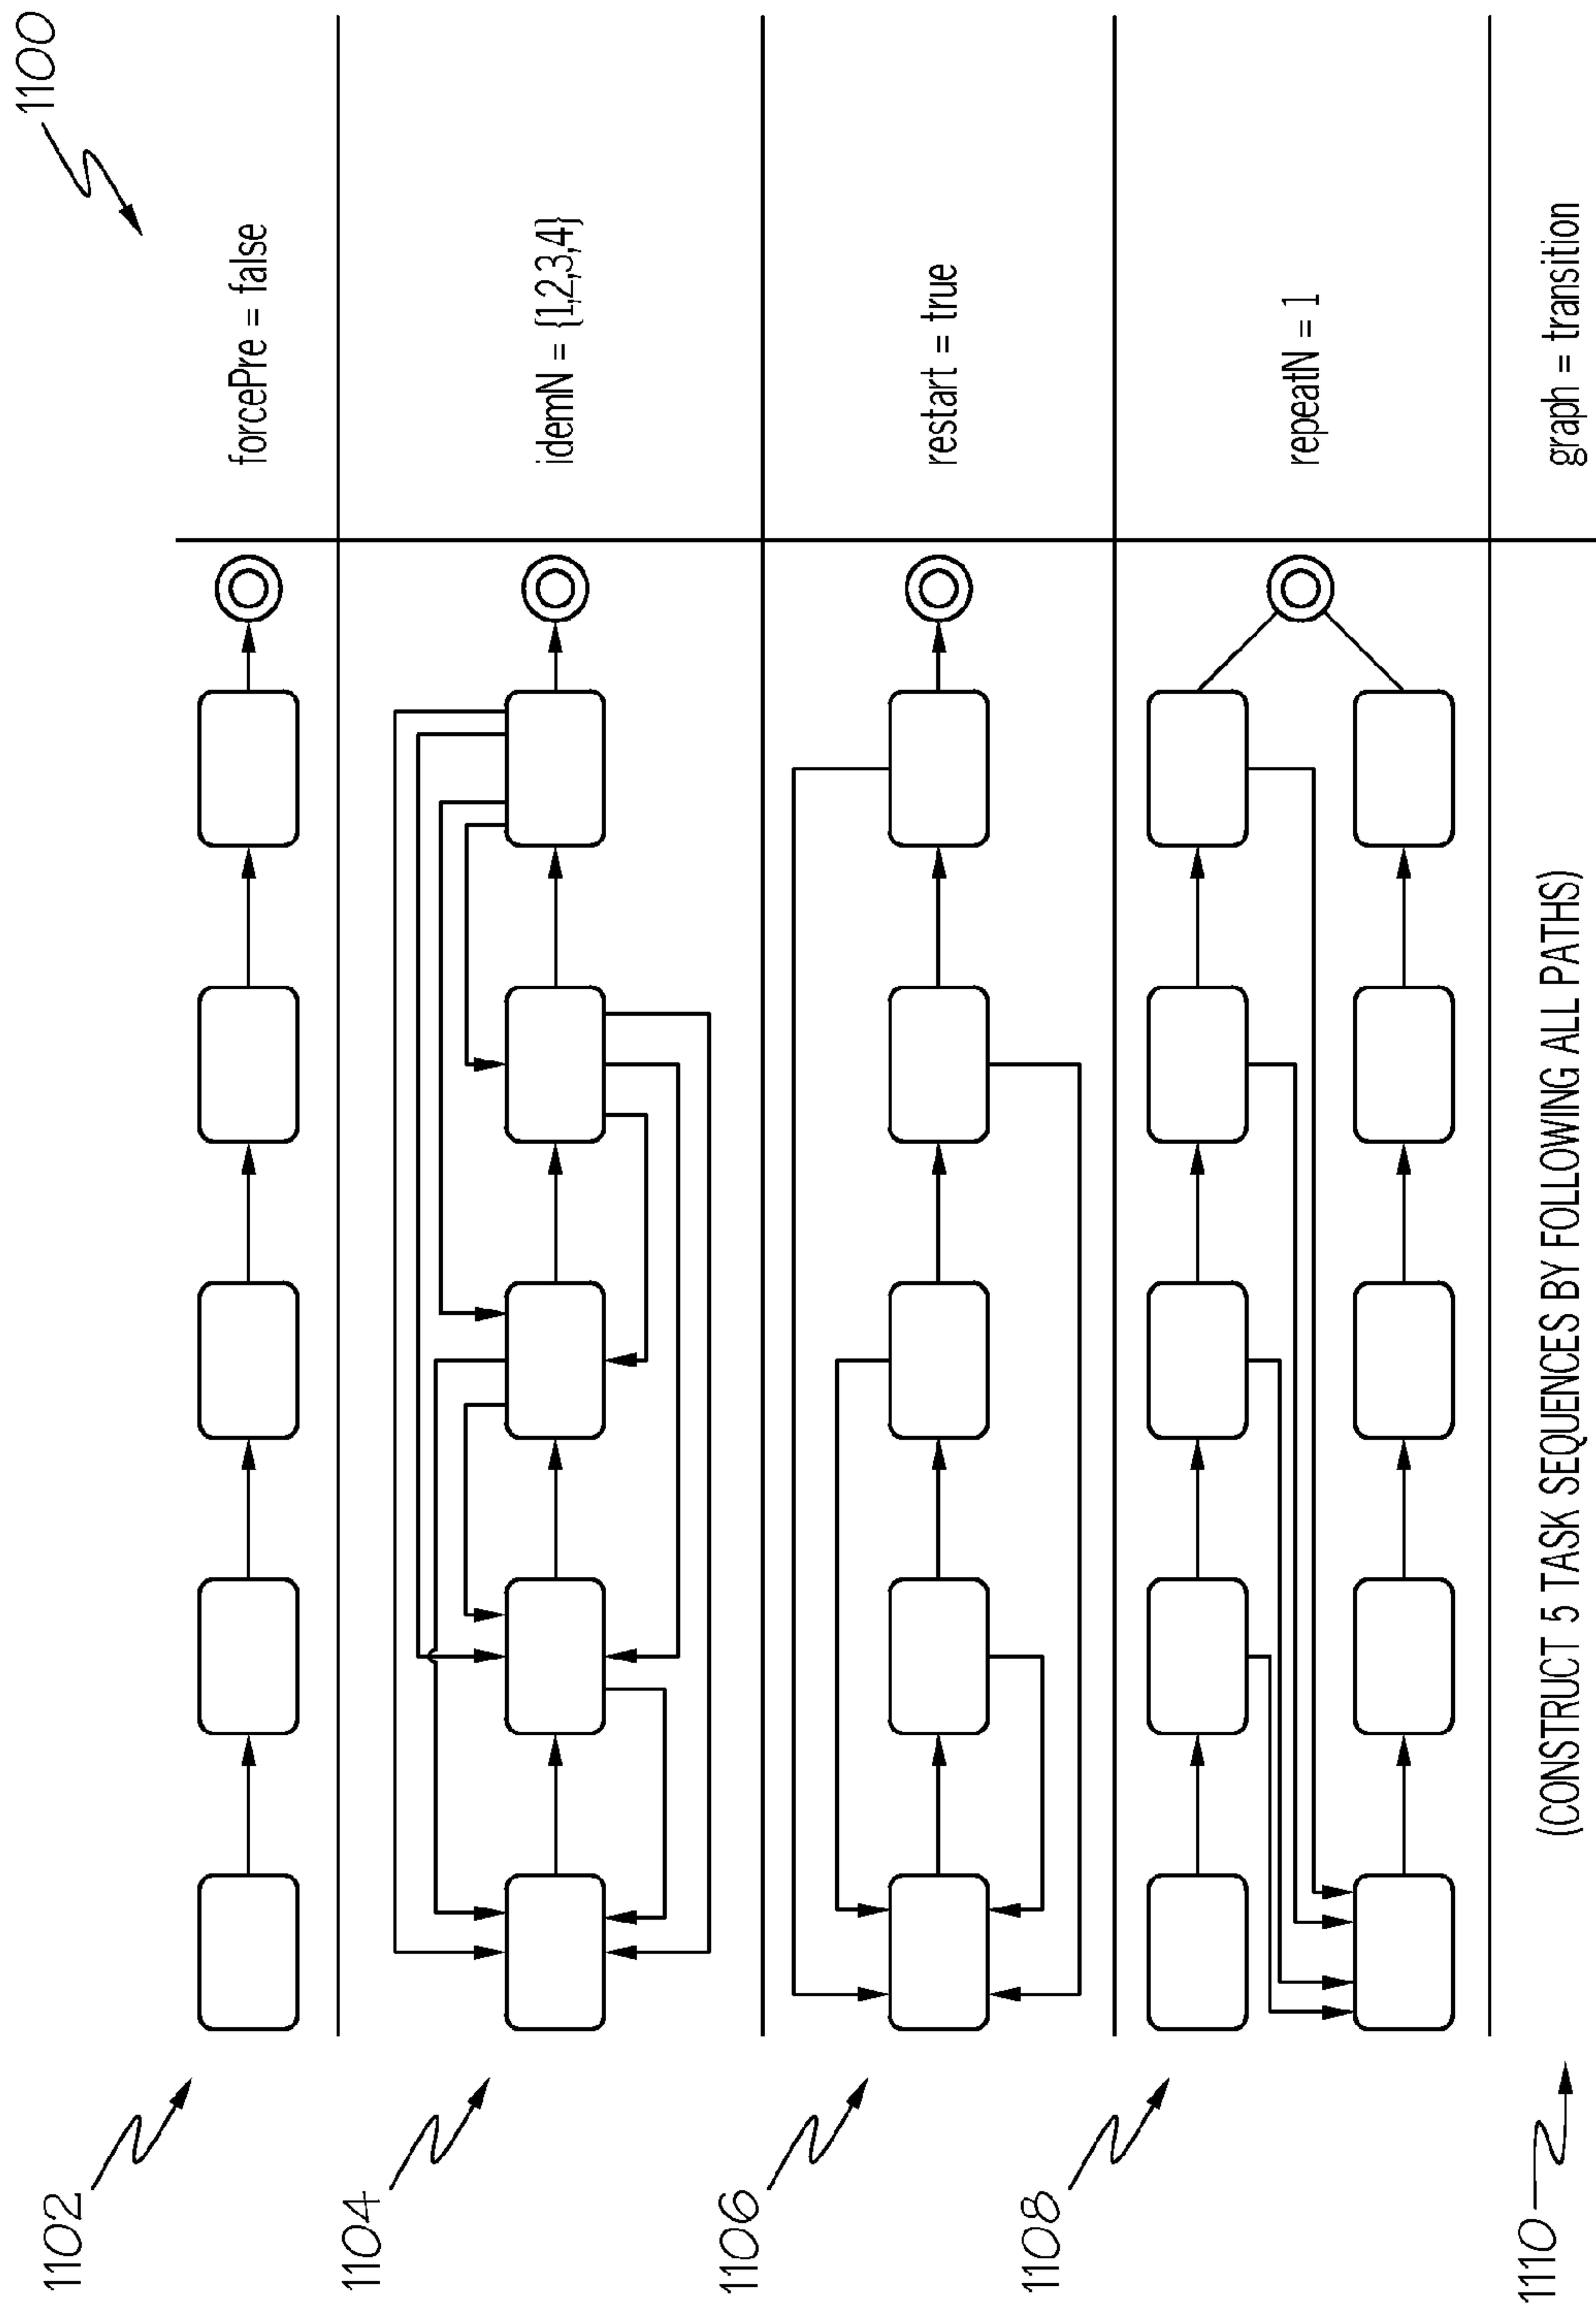 1100
1102
forcePre = false
1104
idemN = {1,2,3,4}
1106
restart = true
1108
repeatN = 1
1110
(CONSTRUCT 5 TASK SEQUENCES BY FOLLOWING ALL PATHS)
graph = transition